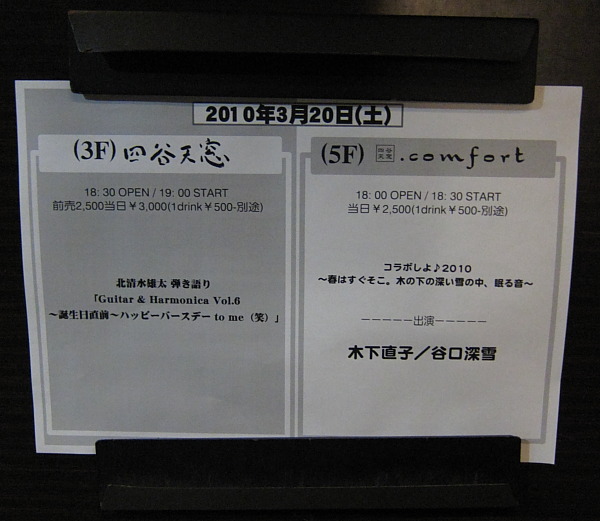 2010年3月20日(土)
(3F) 四谷天窓
18:30 OPEN / 19:00 START
前売2,500当日￥3,000(1drink￥500-別途)
北清水雄太 弾き語り
「Guitar & Harmonica Vol.6
～誕生日直前～ハッピーバースデー to me（笑）」
(5F) 四谷天窓.comfort
18:00 OPEN / 18:30 START
当日￥2,500(1drink￥500-別途)
コラボしよ♪2010
～春はすぐそこ。木の下の深い雪の中、眠る音～
－－－－－出演－－－－－
木下直子／谷口深雪